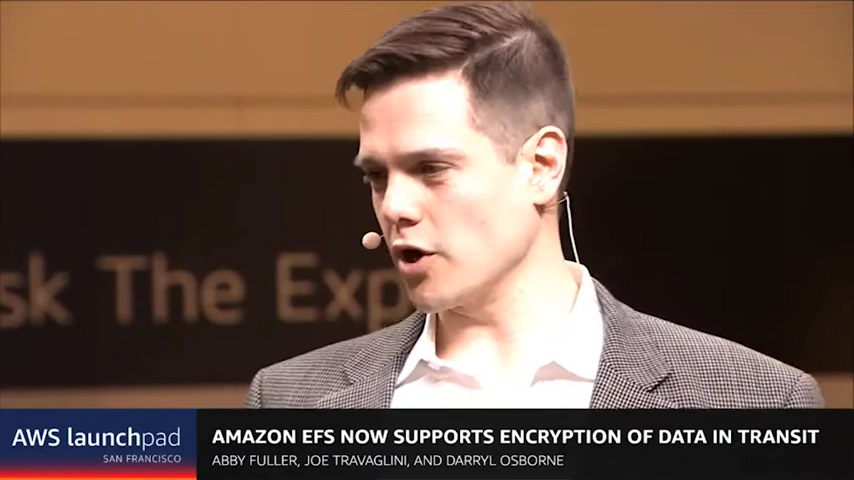 sk The Exp
AWS launchpad
SAN FRANCISCO
AMAZON EFS NOW SUPPORTS ENCRYPTION OF DATA IN TRANSIT
ABBY FULLER, JOE TRAVAGLINI, AND DARRYL OSBORNE